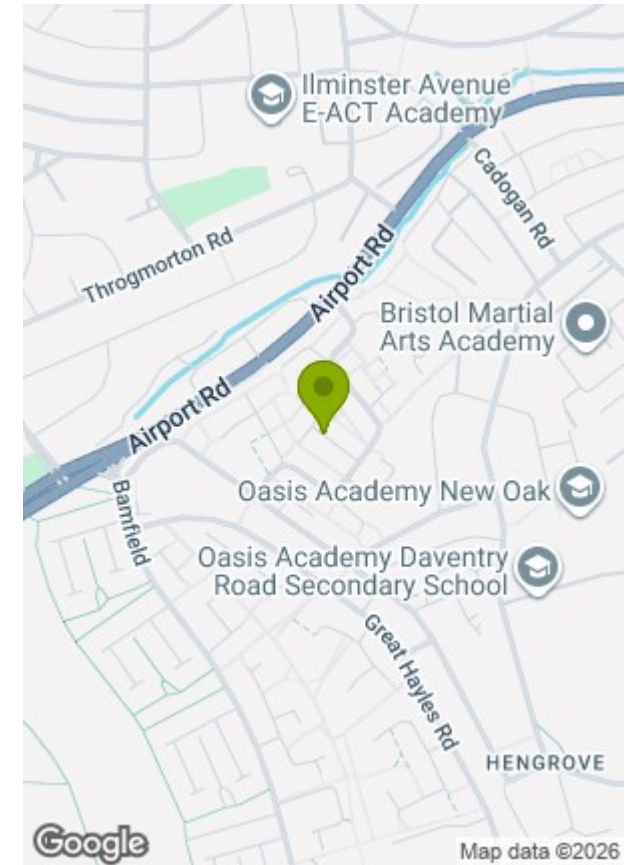 Ilminster Avenue
E-ACT Academy
Cadogan Rd
Throgmorton Rd
Airport Rd
Bristol Martial
Arts Academy
Airport Rd
Bamfield
Oasis Academy New Oak
Oasis Academy Daventry
Road Secondary School
Great Hayles Rd
HENGROVE
Google
Map data ©2026